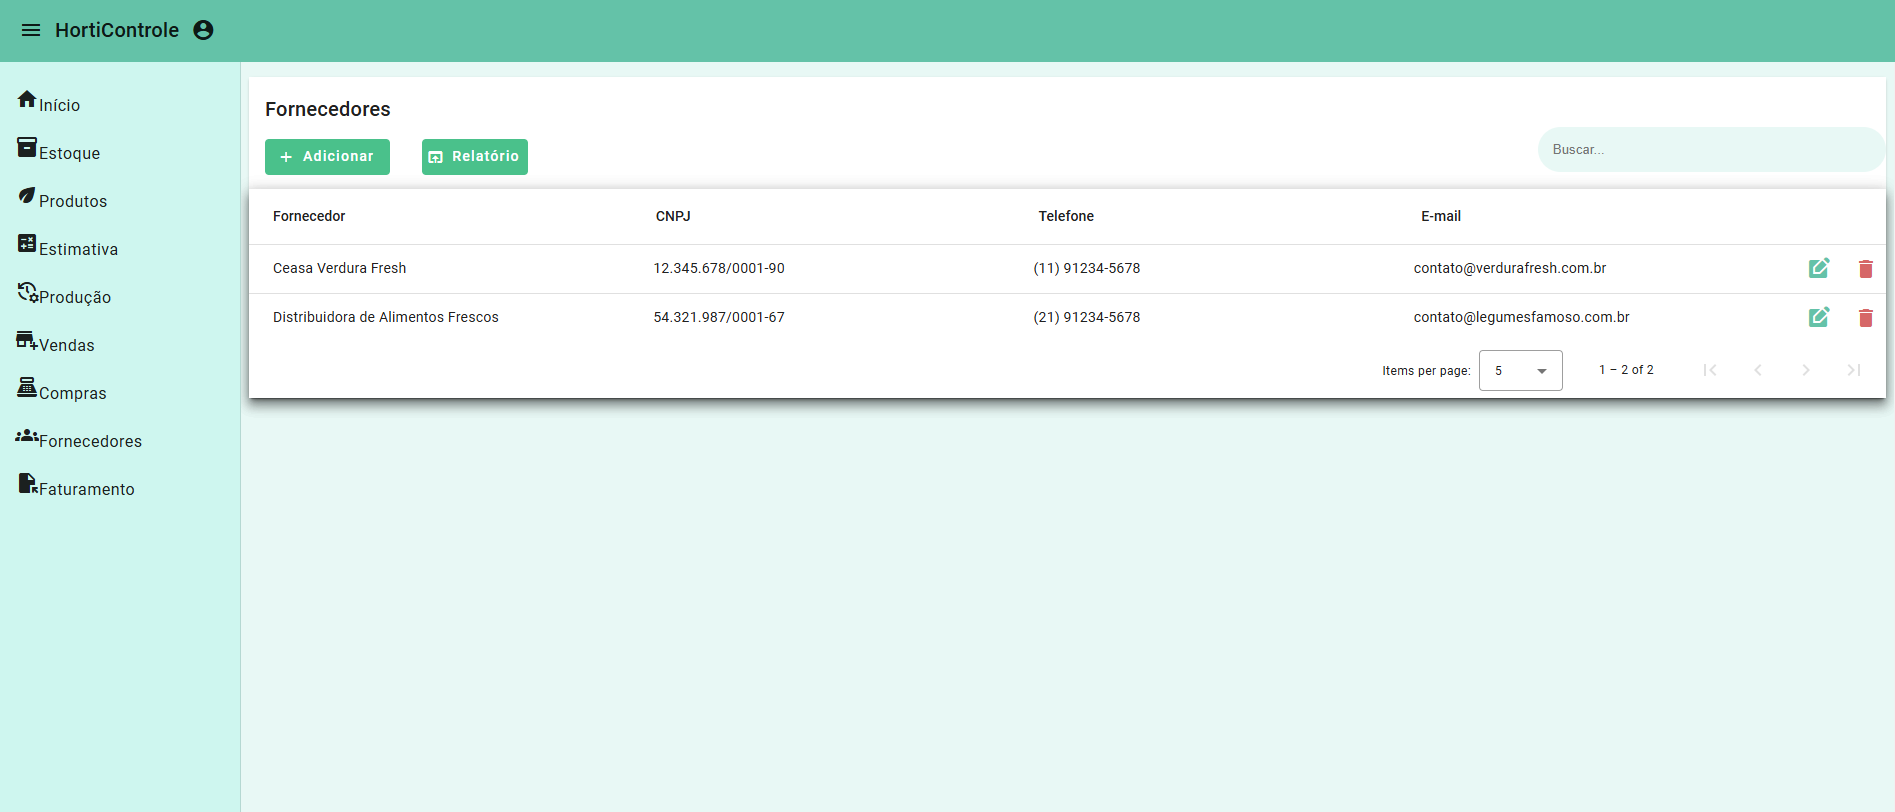 HortiControle
Início
Estoque
Produtos
Estimativa
Produção
Vendas
Compras
Fornecedores
Faturamento
Fornecedores
Adicionar Relatório
Buscar...
Fornecedor CNPJ Telefone E-mail
Ceasa Verdura Fresh 12.345.678/0001-90 (11) 91234-5678 contato@verdurafresh.com.br
Distribuidora de Alimentos Frescos 54.321.987/0001-67 (21) 91234-5678 contato@legumesfamoso.com.br
Items per page: 5 1 – 2 of 2